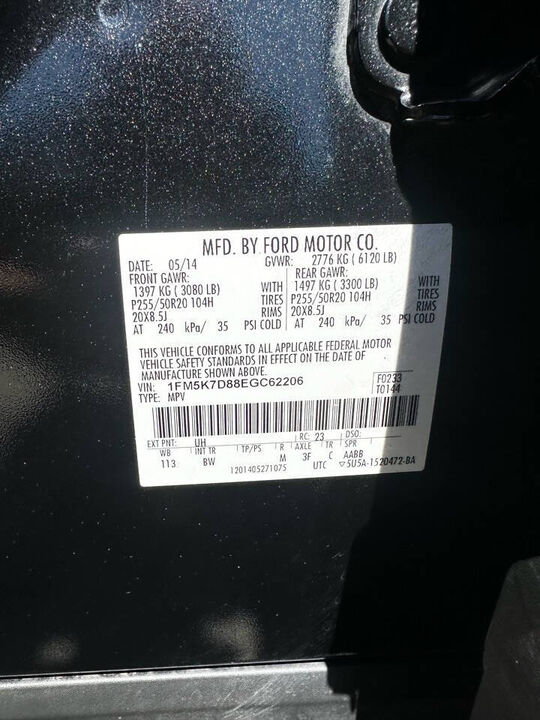 MFD. BY FORD MOTOR CO.
DATE: 05/14 GVWR: 2776 KG ( 6120 LB)
FRONT GAWR: REAR GAWR:
1397 KG ( 3080 LB) WITH 1497 KG ( 3300 LB) WITH
P255/50R20 104H TIRES P255/50R20 104H TIRES
20X8.5J RIMS 20X8.5J RIMS
AT 240 kPa/ 35 PSI COLD AT 240 kPa/ 35 PSI COLD
THIS VEHICLE CONFORMS TO ALL APPLICABLE FEDERAL MOTOR
VEHICLE SAFETY STANDARDS IN EFFECT ON THE DATE OF
MANUFACTURE SHOWN ABOVE.
VIN: 1FM5K7D88EGC62206 F0233
TYPE: MPV T0144
EXT PNT: UH RC: 23 DSO:
WB INT TR TP/PS R AXLE TR SPR
113 BW M 3F C AABB
1201405271075 UTC ▽5U5A-1520472-BA